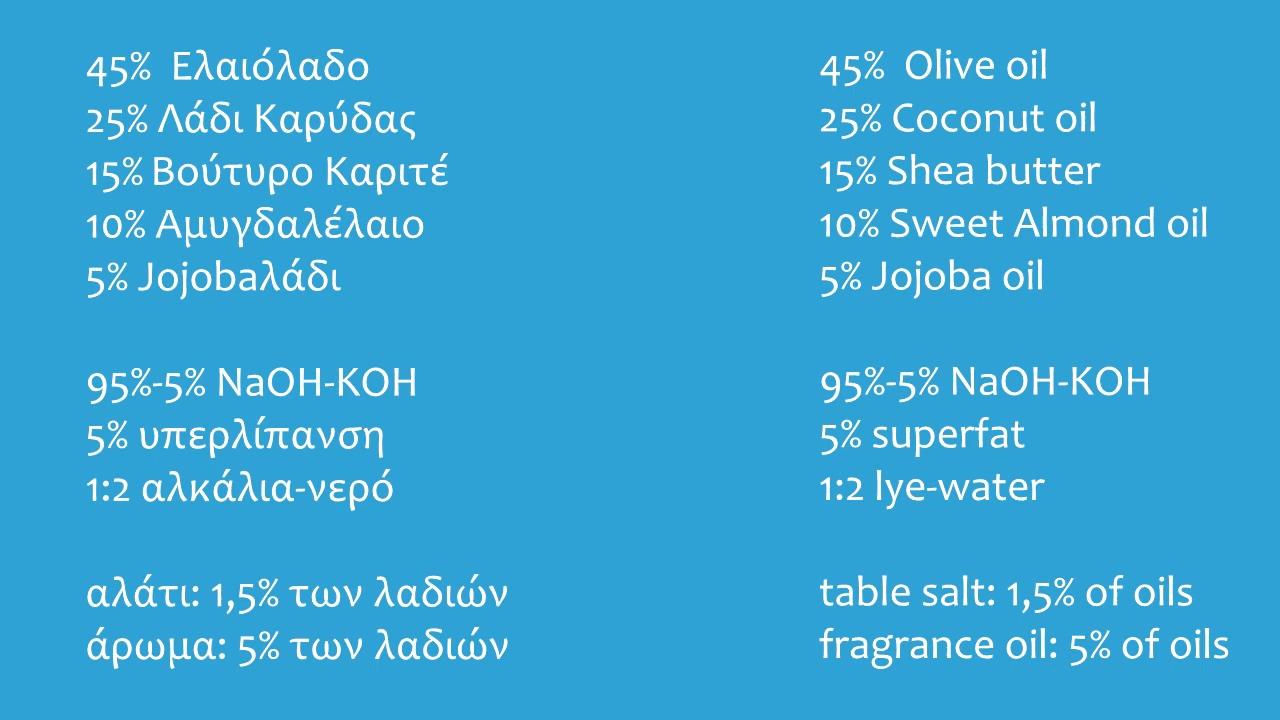 45% Ελαιόλαδο
25% Λάδι Καρύδας
15% Βούτυρο Καριτέ
10% Αμυγδαλέλαιο
5% Jojobaλάδι
95%-5% NaOH-KOH
5% υπερλίπανση
1:2 αλκάλια-νερό
αλάτι: 1,5% των λαδιών
άρωμα: 5% των λαδιών
45% Olive oil
25% Coconut oil
15% Shea butter
10% Sweet Almond oil
5% Jojoba oil
95%-5% NaOH-KOH
5% superfat
1:2 lye-water
table salt: 1,5% of oils
fragrance oil: 5% of oils